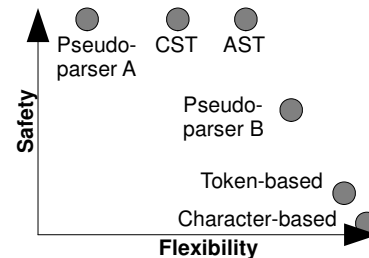 Pseudo-
parser A
CST
AST
Pseudo-
parser B
Token-based
Character-based
Safety
Flexibility